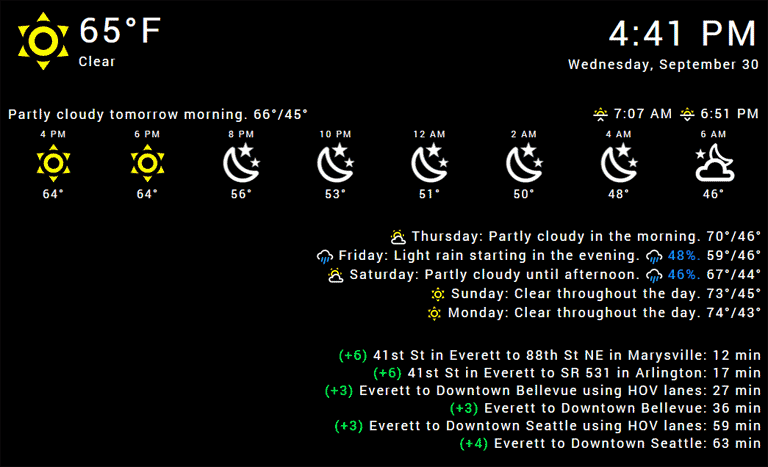 65°F
Clear
4:41 PM
Wednesday, September 30
Partly cloudy tomorrow morning. 66°/45°
7:07 AM 6:51 PM
4 PM 6 PM 8 PM 10 PM 12 AM 2 AM 4 AM 6 AM
64° 64° 56° 53° 51° 50° 48° 46°
Thursday: Partly cloudy in the morning. 70°/46°
Friday: Light rain starting in the evening. 48%. 59°/46°
Saturday: Partly cloudy until afternoon. 46%. 67°/44°
Sunday: Clear throughout the day. 73°/45°
Monday: Clear throughout the day. 74°/43°
(+6) 41st St in Everett to 88th St NE in Marysville: 12 min
(+6) 41st St in Everett to SR 531 in Arlington: 17 min
(+3) Everett to Downtown Bellevue using HOV lanes: 27 min
(+3) Everett to Downtown Bellevue: 36 min
(+3) Everett to Downtown Seattle using HOV lanes: 59 min
(+4) Everett to Downtown Seattle: 63 min